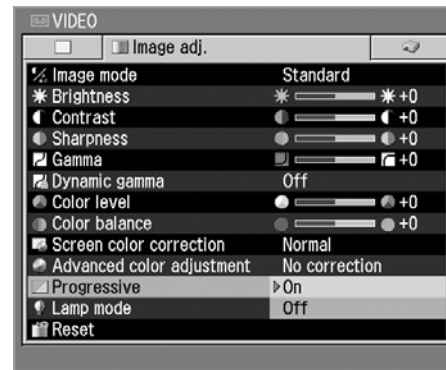 VIDEO
Image adj.
Image mode Standard
Brightness +0
Contrast +0
Sharpness +0
Gamma +0
Dynamic gamma Off
Color level +0
Color balance +0
Screen color correction Normal
Advanced color adjustment No correction
Progressive On
Lamp mode Off
Reset